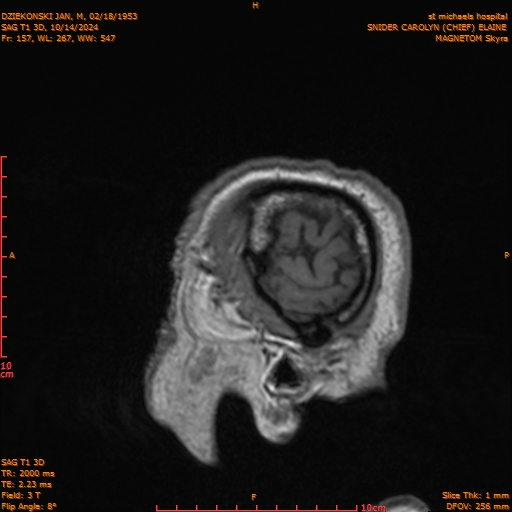 H
DZIEKONSKI JAN, M, 02/18/1953
SAG T1 3D, 10/14/2024
Fr: 157, WL: 267, WW: 547
st michaels hospital
SNIDER CAROLYN (CHIEF) ELAINE
MAGNETOM Skyra
A
P
10
cm
SAG T1 3D
TR: 2000 ms
TE: 2.23 ms
Field: 3 T
Flip Angle: 8°
F
10cm
Slice Thk: 1 mm
DFOV: 256 mm